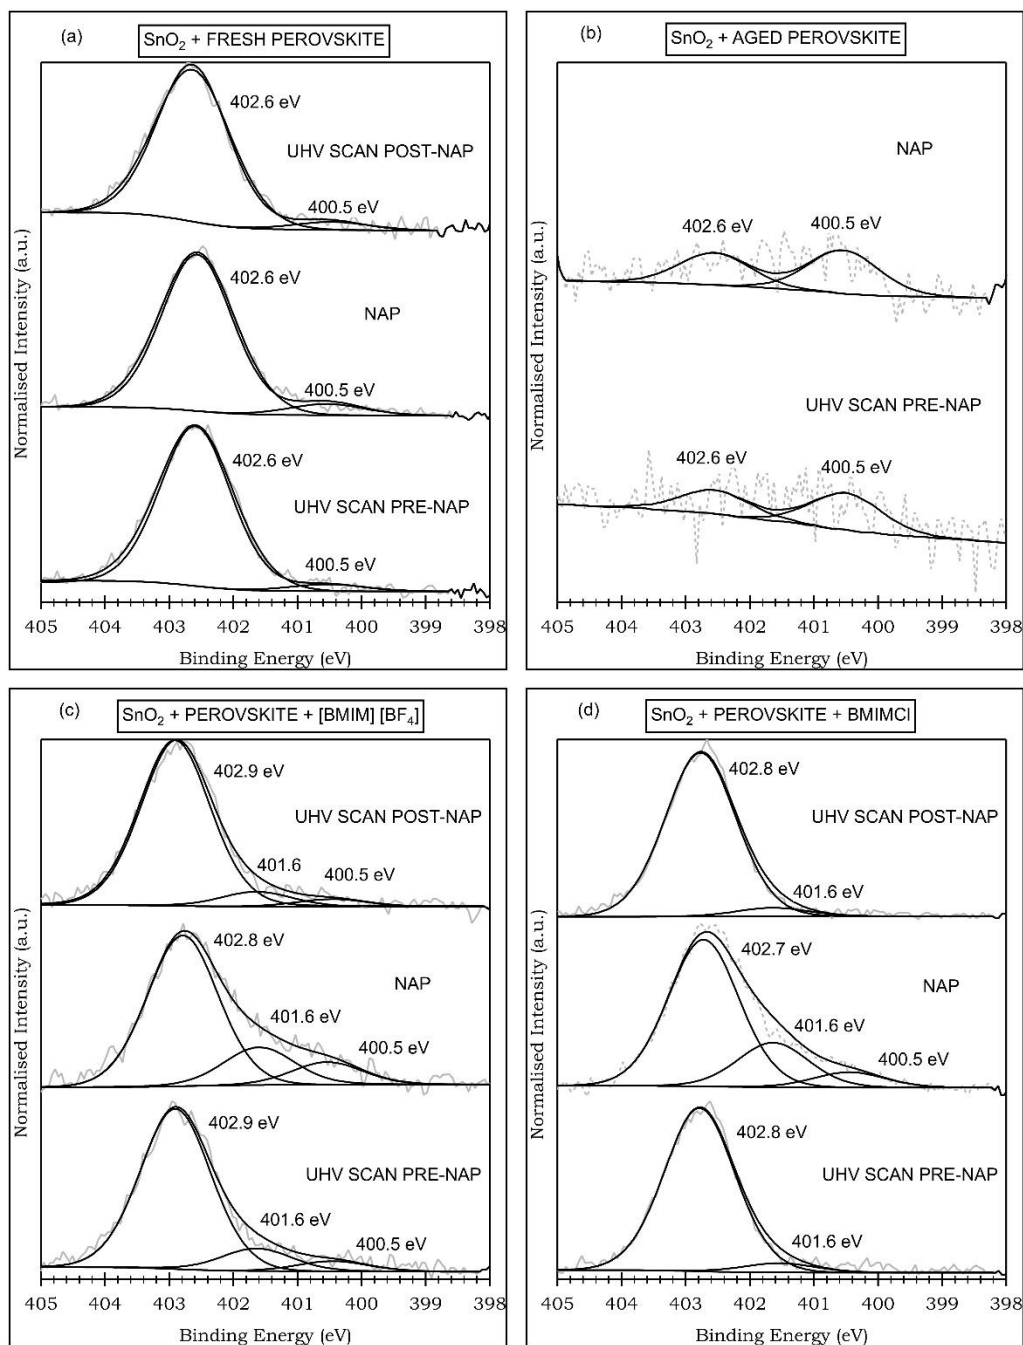 (a)
SnO₂ + FRESH PEROVSKITE
402.6 eV
UHV SCAN POST-NAP
400.5 eV
402.6 eV
NAP
400.5 eV
402.6 eV
UHV SCAN PRE-NAP
400.5 eV
Normalised Intensity (a.u.)
405 404 403 402 401 400 399 398
Binding Energy (eV)
(b)
SnO₂ + AGED PEROVSKITE
NAP
402.6 eV 400.5 eV
UHV SCAN PRE-NAP
402.6 eV 400.5 eV
Normalised Intensity (a.u.)
405 404 403 402 401 400 399 398
Binding Energy (eV)
(c)
SnO₂ + PEROVSKITE + [BMIM] [BF₄]
402.9 eV
UHV SCAN POST-NAP
401.6
400.5 eV
402.8 eV
NAP
401.6 eV
400.5 eV
402.9 eV
UHV SCAN PRE-NAP
401.6 eV
400.5 eV
Normalised Intensity (a.u.)
405 404 403 402 401 400 399 398
Binding Energy (eV)
(d)
SnO₂ + PEROVSKITE + BMIMCl
402.8 eV
UHV SCAN POST-NAP
401.6 eV
402.7 eV
NAP
401.6 eV
400.5 eV
402.8 eV
UHV SCAN PRE-NAP
401.6 eV
Normalised Intensity (a.u.)
405 404 403 402 401 400 399 398
Binding Energy (eV)